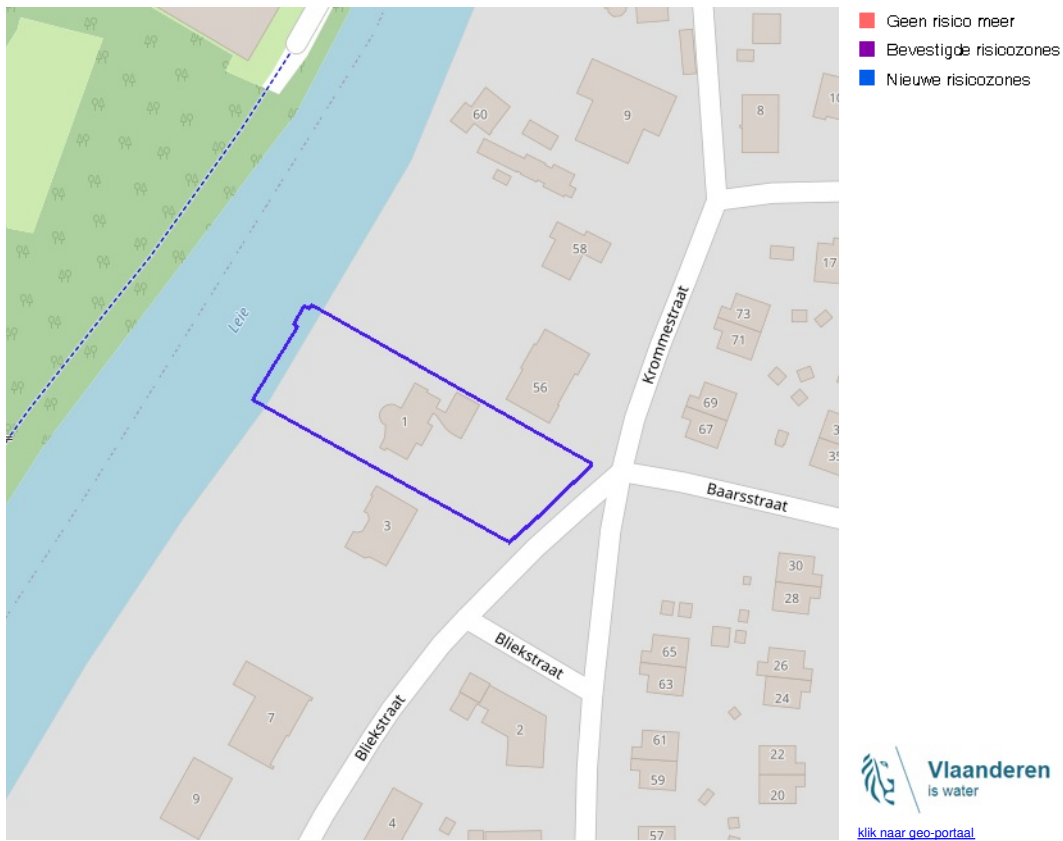 Geen risico meer
Bevestigde risicozones
Nieuwe risicozones
60
9
8
58
17
Leie
Krommestraat
73
71
56
1
69
67
35
Baarsstraat
3
30
28
Bliekstraat
65
63
26
24
7
2
Bliekstraat
61
59
22
20
9
4
57
Vlaanderen
is water
klik naar geo-portaal